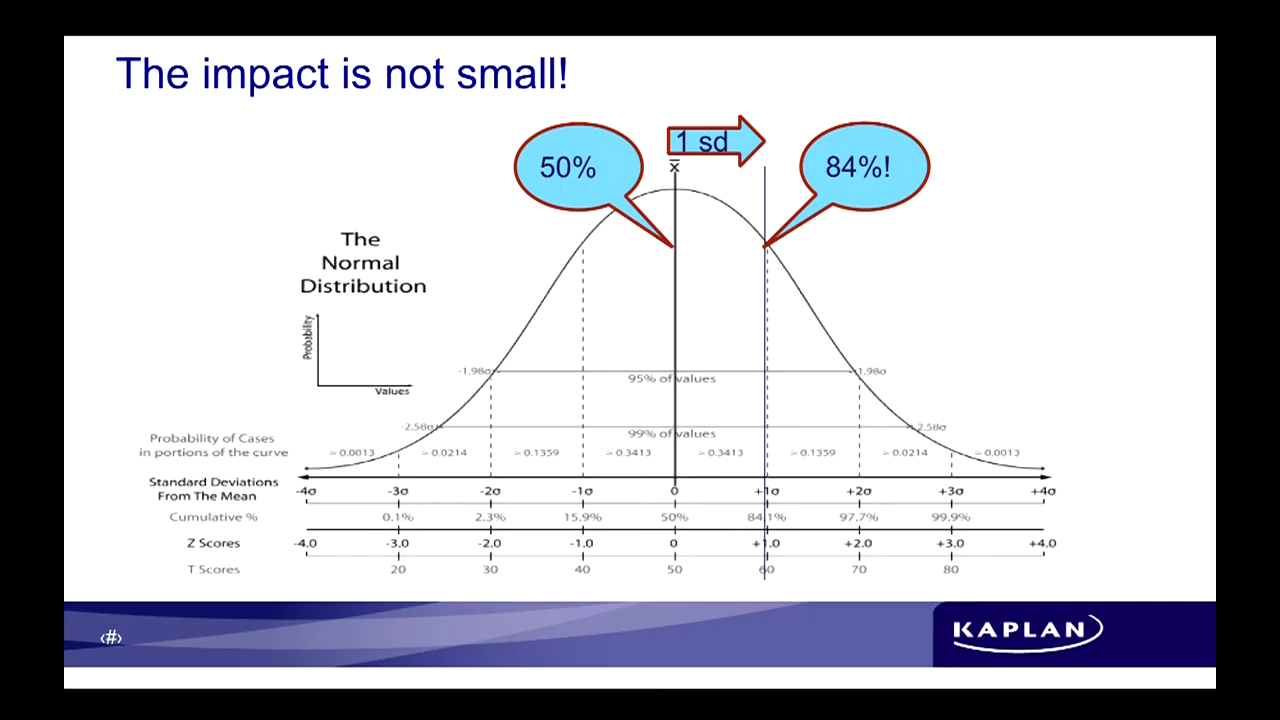 The impact is not small!
50%
1 sd
84%!
x̄
The
Normal
Distribution
Probability
Values
-1.98σ
1.98σ
95% of values
-2.58σ
2.58σ
99% of values
Probability of Cases
in portions of the curve
≃ 0.0013 ≃ 0.0214 ≃ 0.1359 ≃ 0.3413 ≃ 0.3413 ≃ 0.1359 ≃ 0.0214 ≃ 0.0013
Standard Deviations
From The Mean
-4σ -3σ -2σ -1σ 0 +1σ +2σ +3σ +4σ
Cumulative % 0.1% 2.3% 15.9% 50% 84.1% 97.7% 99.9%
Z Scores -4.0 -3.0 -2.0 -1.0 0 +1.0 +2.0 +3.0 +4.0
T Scores 20 30 40 50 60 70 80
‹#›
KAPLAN